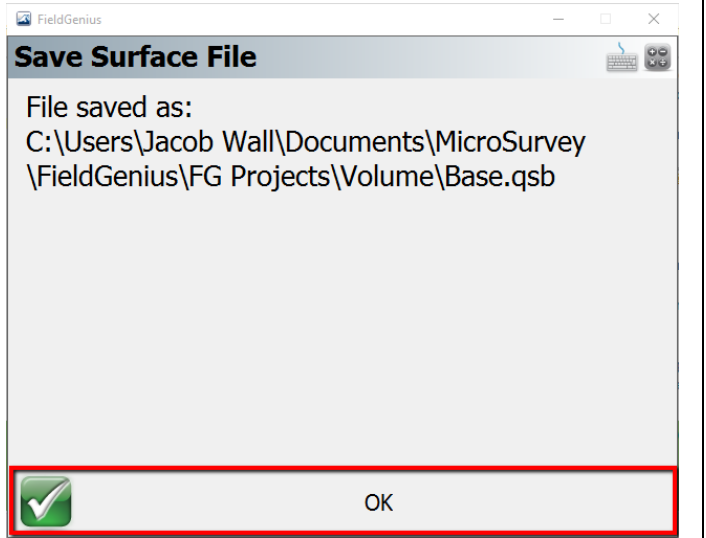 FieldGenius
Save Surface File
File saved as:
C:\Users\Jacob Wall\Documents\MicroSurvey
\FieldGenius\FG Projects\Volume\Base.qsb
OK